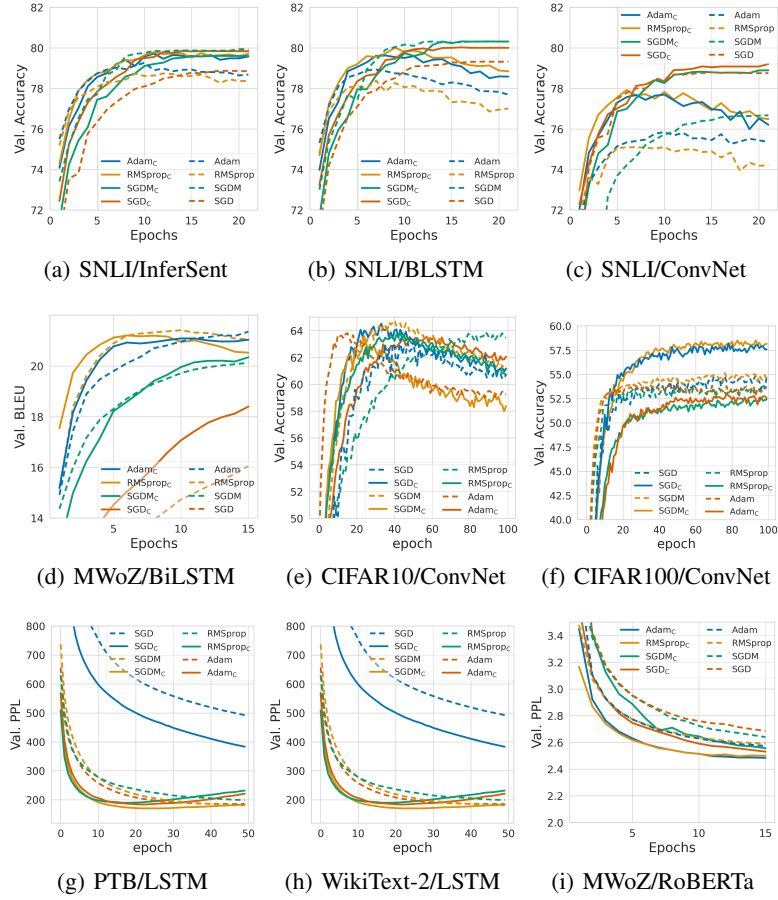 Val. Accuracy
82
80
78
76
74
72
0 5 10 15 20
Epochs
Adam_C Adam
RMSprop_C RMSprop
SGDM_C SGDM
SGD_C SGD
(a) SNLI/InferSent
Val. Accuracy
82
80
78
76
74
72
0 5 10 15 20
Epochs
Adam_C Adam
RMSprop_C RMSprop
SGDM_C SGDM
SGD_C SGD
(b) SNLI/BLSTM
Val. Accuracy
82
80
78
76
74
72
0 5 10 15 20
Epochs
Adam_C Adam
RMSprop_C RMSprop
SGDM_C SGDM
SGD_C SGD
(c) SNLI/ConvNet
Val. BLEU
20
18
16
14
5 10 15
Epochs
Adam_C Adam
RMSprop_C RMSprop
SGDM_C SGDM
SGD_C SGD
(d) MWoZ/BiLSTM
Val. Accuracy
64
62
60
58
56
54
52
50
0 20 40 60 80 100
epoch
SGD RMSprop
SGD_C RMSprop_C
SGDM Adam
SGDM_C Adam_C
(e) CIFAR10/ConvNet
Val. Accuracy
60.0
57.5
55.0
52.5
50.0
47.5
45.0
42.5
40.0
0 20 40 60 80 100
epoch
SGD RMSprop
SGD_C RMSprop_C
SGDM Adam
SGDM_C Adam_C
(f) CIFAR100/ConvNet
Val. PPL
800
700
600
500
400
300
200
0 10 20 30 40 50
epoch
SGD RMSprop
SGD_C RMSprop_C
SGDM Adam
SGDM_C Adam_C
(g) PTB/LSTM
Val. PPL
800
700
600
500
400
300
200
0 10 20 30 40 50
epoch
SGD RMSprop
SGD_C RMSprop_C
SGDM Adam
SGDM_C Adam_C
(h) WikiText-2/LSTM
Val. PPL
3.4
3.2
3.0
2.8
2.6
2.4
2.2
2.0
5 10 15
Epochs
Adam_C Adam
RMSprop_C RMSprop
SGDM_C SGDM
SGD_C SGD
(i) MWoZ/RoBERTa